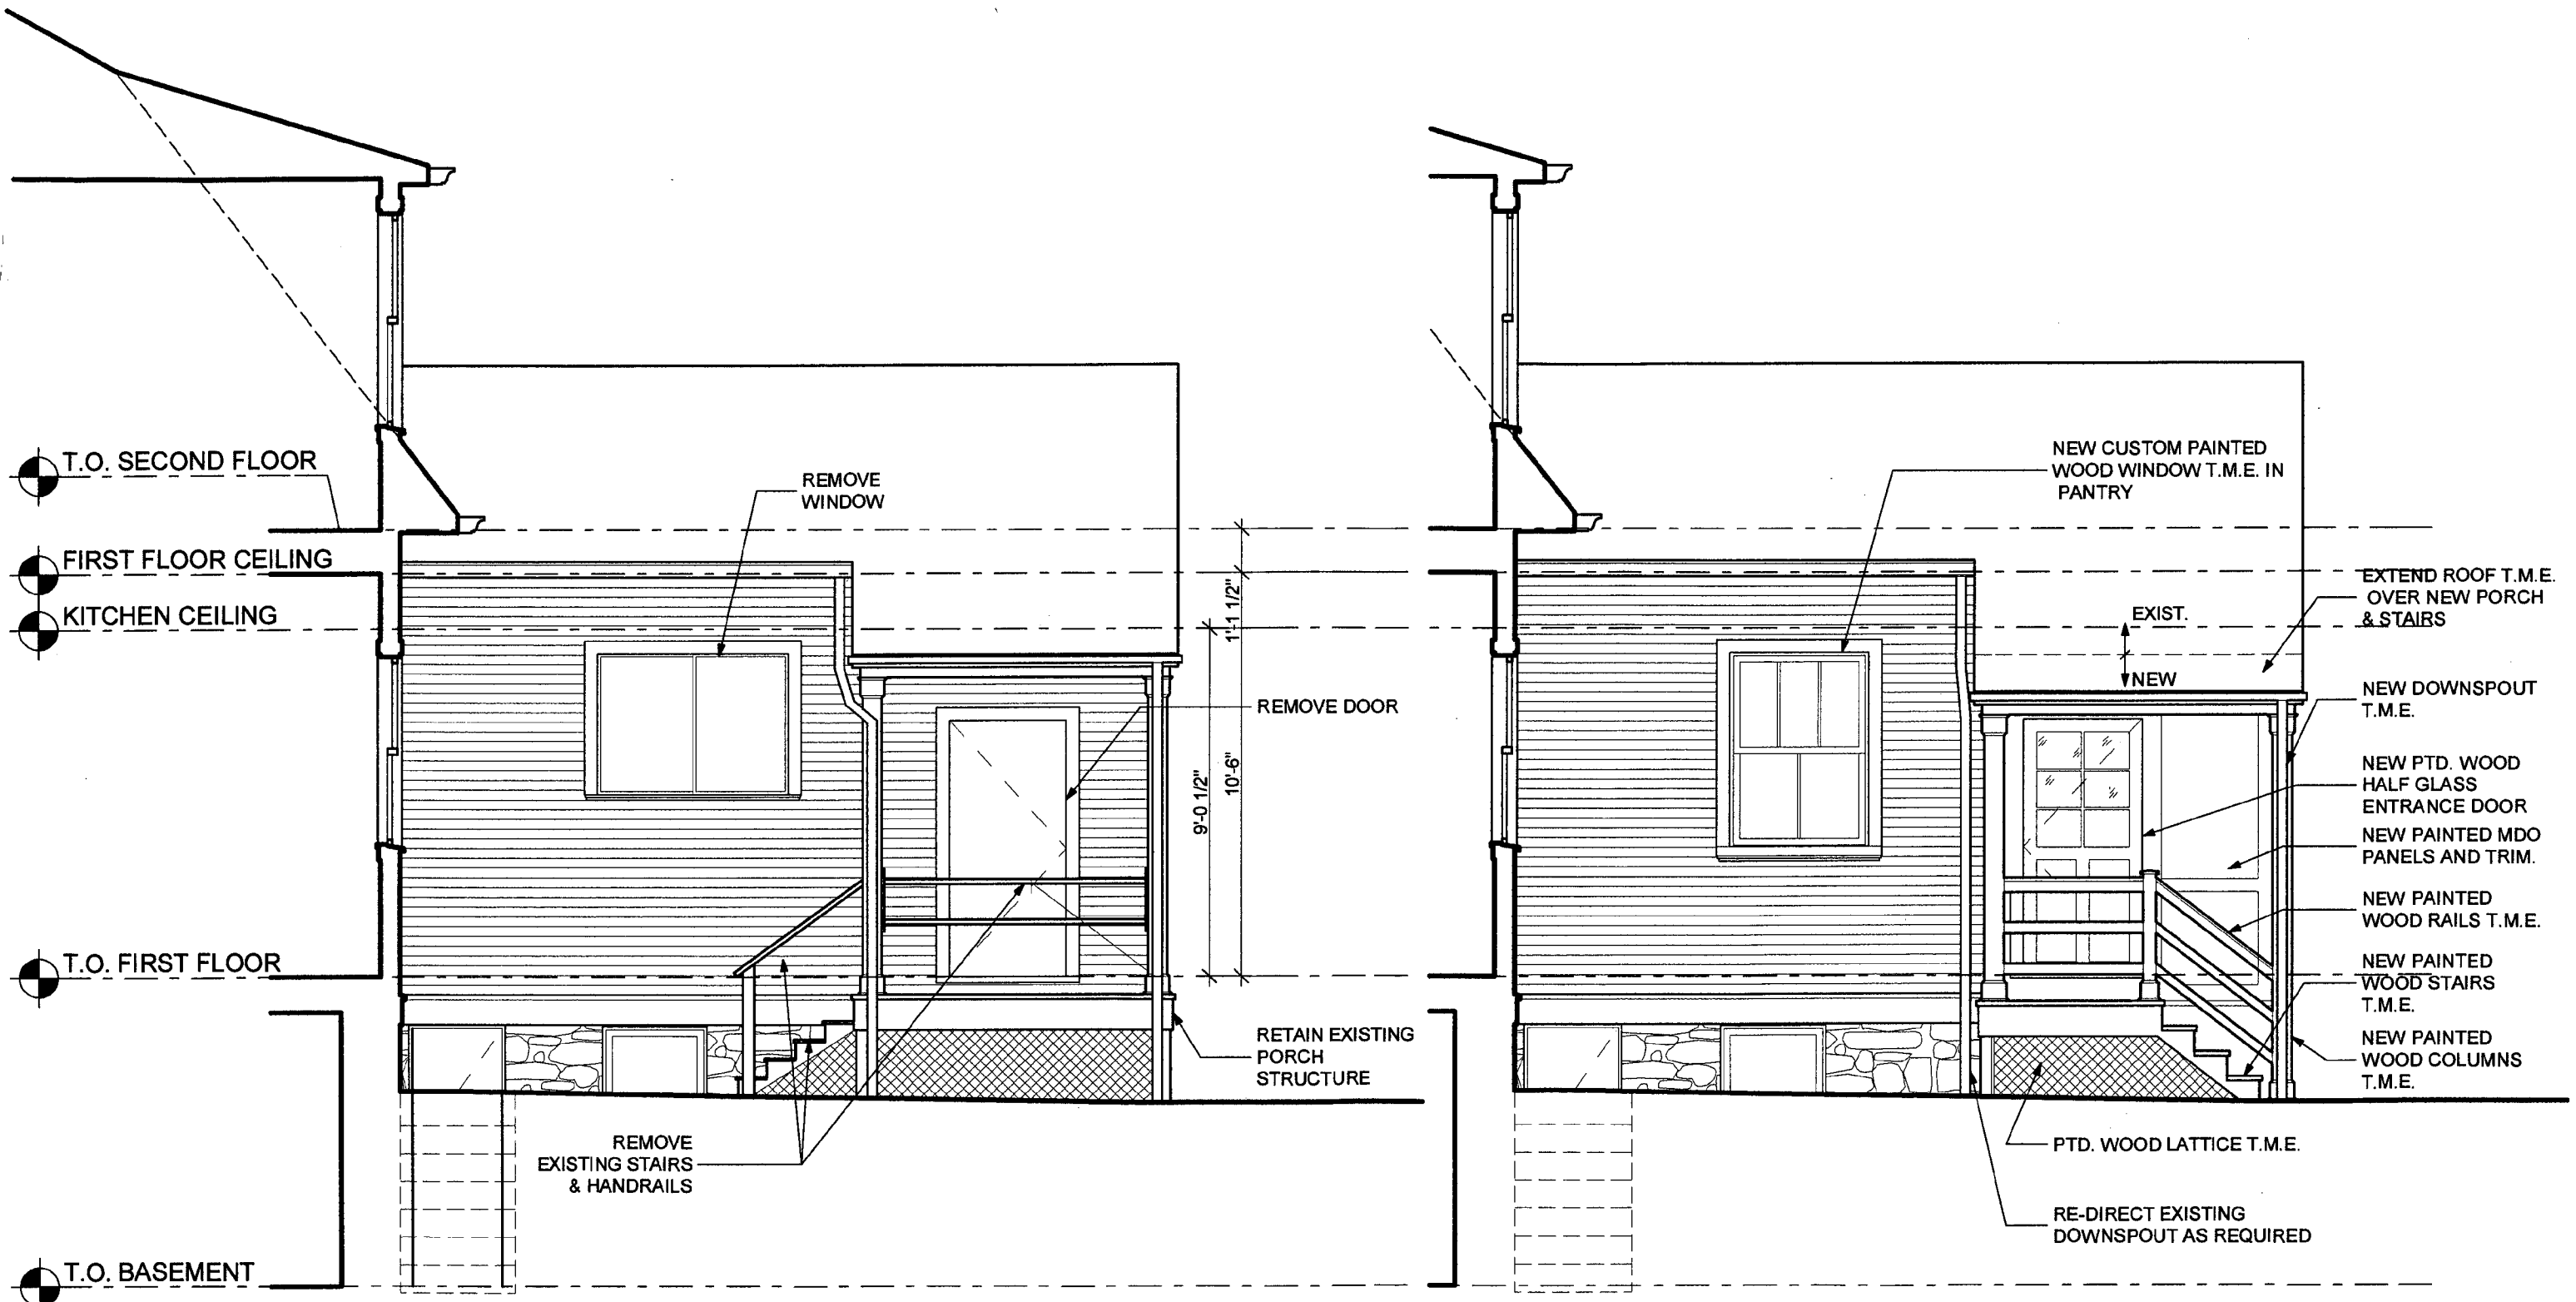 T.O. SECOND FLOOR
FIRST FLOOR CEILING
KITCHEN CEILING
T.O. FIRST FLOOR
T.O. BASEMENT
REMOVE
WINDOW
REMOVE DOOR
1'-1 1/2"
9'-0 1/2"
10'-6"
RETAIN EXISTING
PORCH
STRUCTURE
REMOVE
EXISTING STAIRS
& HANDRAILS
NEW CUSTOM PAINTED
WOOD WINDOW T.M.E. IN
PANTRY
EXTEND ROOF T.M.E.
OVER NEW PORCH
& STAIRS
EXIST.
NEW
NEW DOWNSPOUT
T.M.E.
NEW PTD. WOOD
HALF GLASS
ENTRANCE DOOR
NEW PAINTED MDO
PANELS AND TRIM.
NEW PAINTED
WOOD RAILS T.M.E.
NEW PAINTED
WOOD STAIRS
T.M.E.
NEW PAINTED
WOOD COLUMNS
T.M.E.
PTD. WOOD LATTICE T.M.E.
RE-DIRECT EXISTING
DOWNSPOUT AS REQUIRED